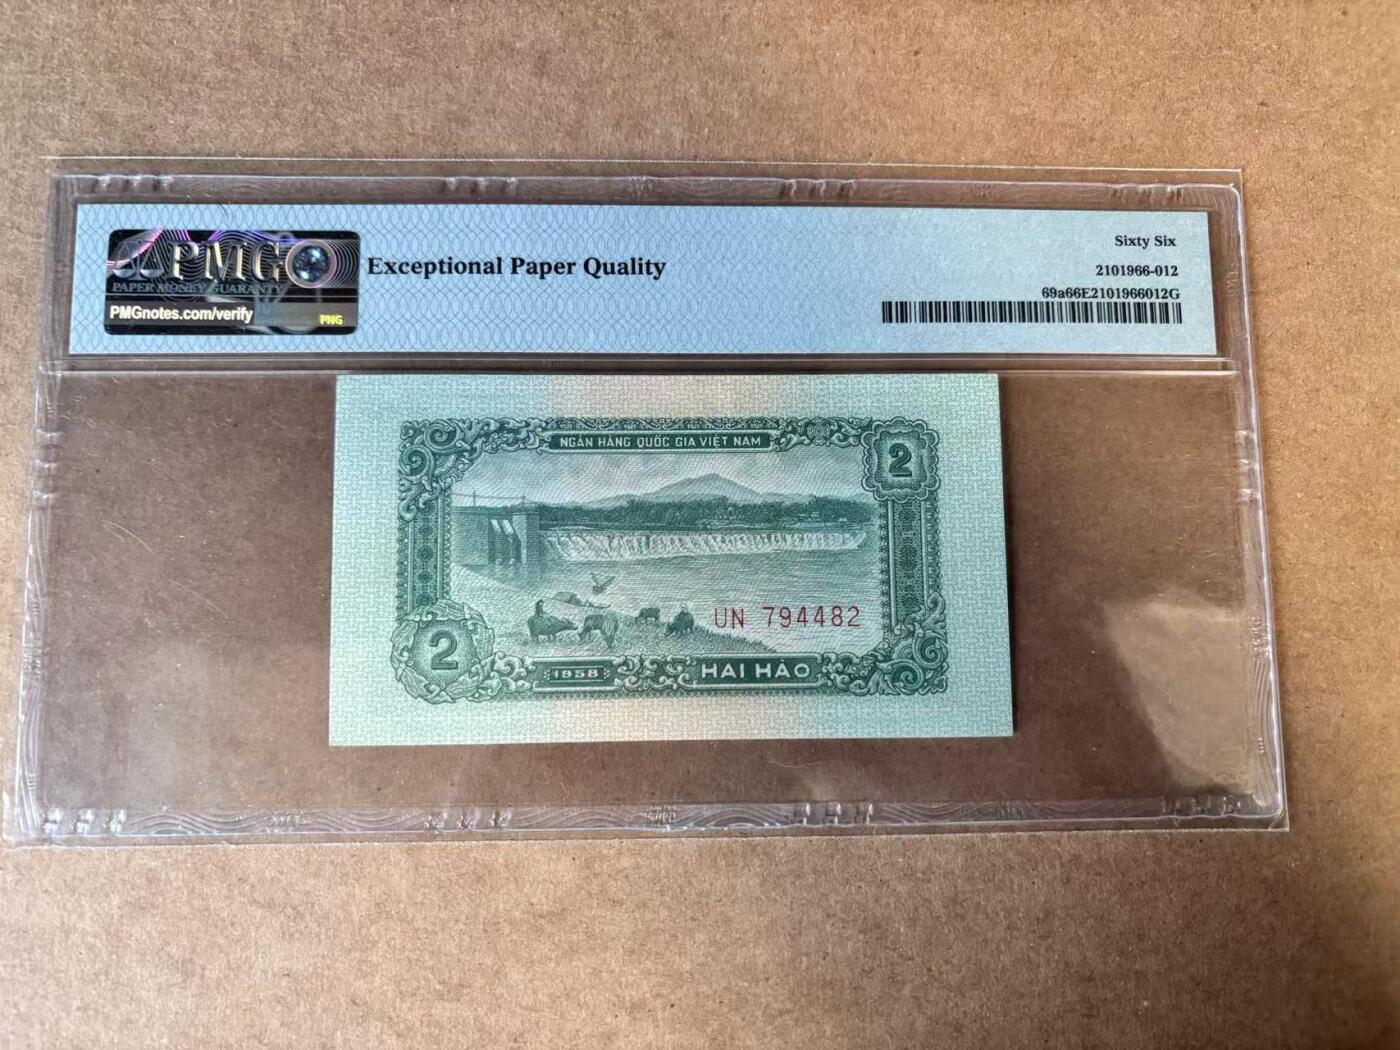 PMG
PAPER MONEY GUARANTY
PMGnotes.com/verify
PMG
Exceptional Paper Quality
Sixty Six
2101966-012
69a66E2101966012G
NGÂN HÀNG QUỐC GIA VIỆT NAM
2
UN 794482
2
1958
HAI HÀO